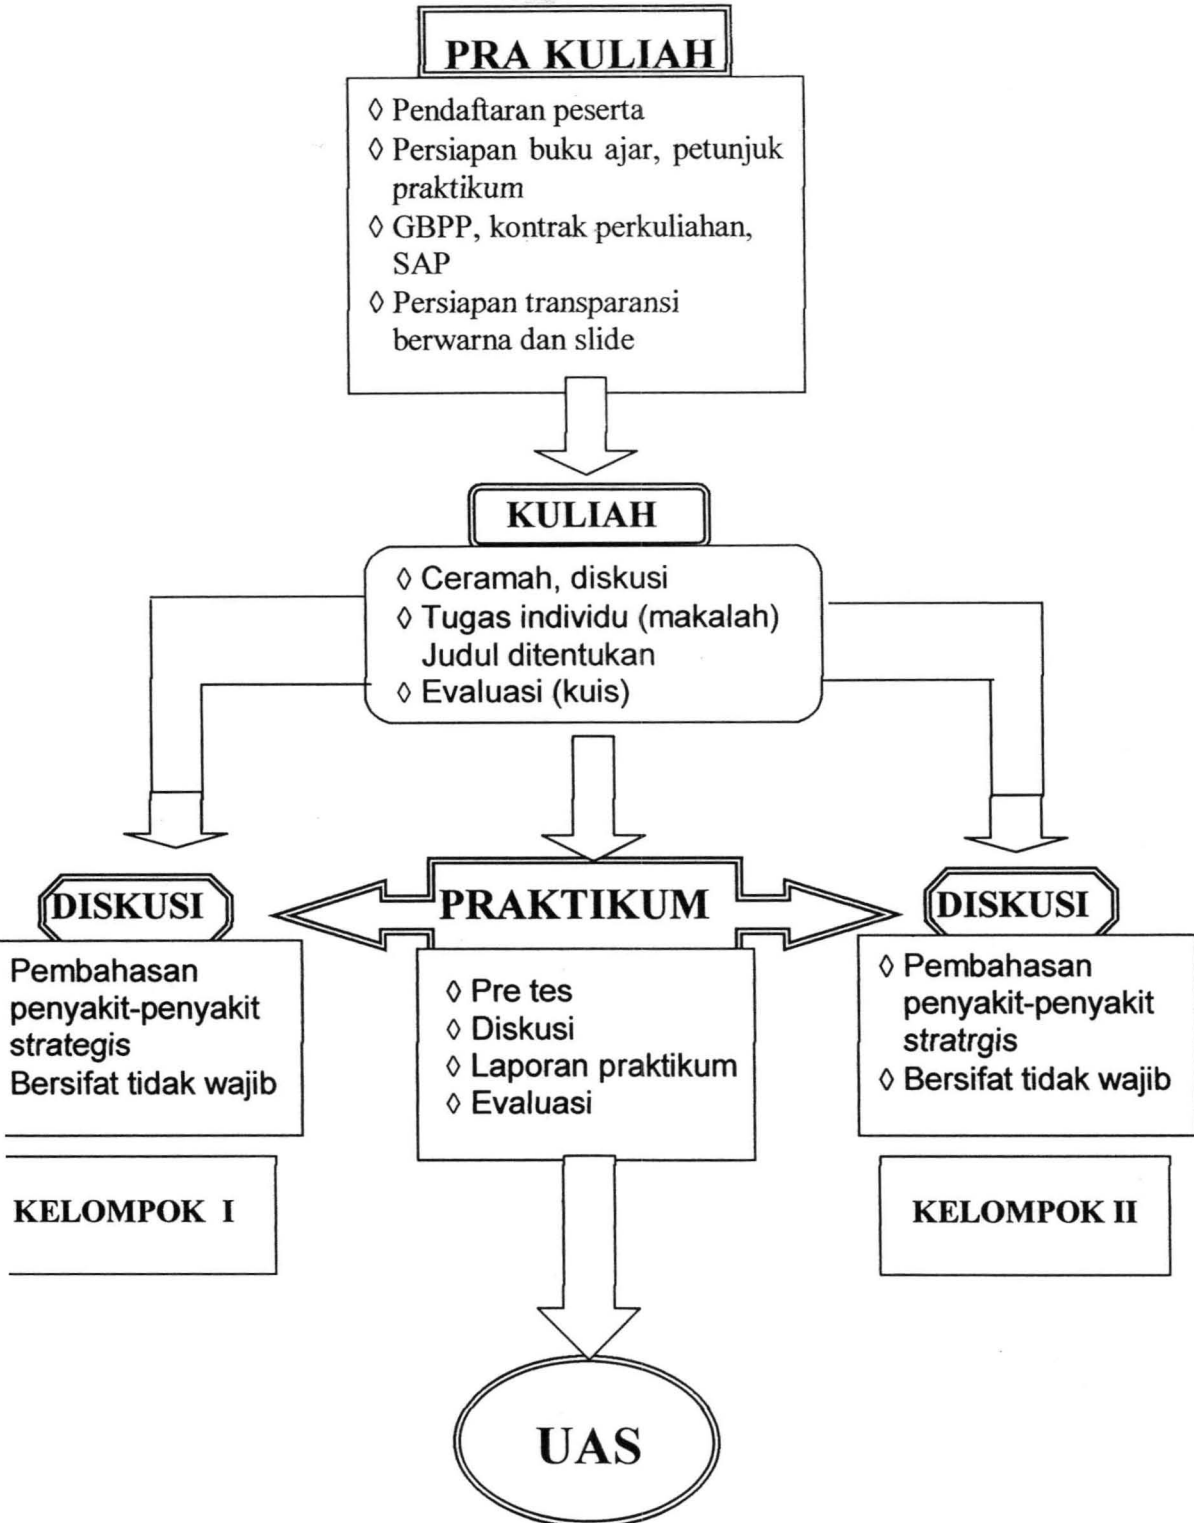 PRA KULIAH
◊ Pendaftaran peserta
◊ Persiapan buku ajar, petunjuk
praktikum
◊ GBPP, kontrak perkuliahan,
SAP
◊ Persiapan transparansi
berwarna dan slide
KULIAH
◊ Ceramah, diskusi
◊ Tugas individu (makalah)
Judul ditentukan
◊ Evaluasi (kuis)
DISKUSI
Pembahasan
penyakit-penyakit
strategis
Bersifat tidak wajib
KELOMPOK I
PRAKTIKUM
◊ Pre tes
◊ Diskusi
◊ Laporan praktikum
◊ Evaluasi
DISKUSI
◊ Pembahasan
penyakit-penyakit
stratrgis
◊ Bersifat tidak wajib
KELOMPOK II
UAS